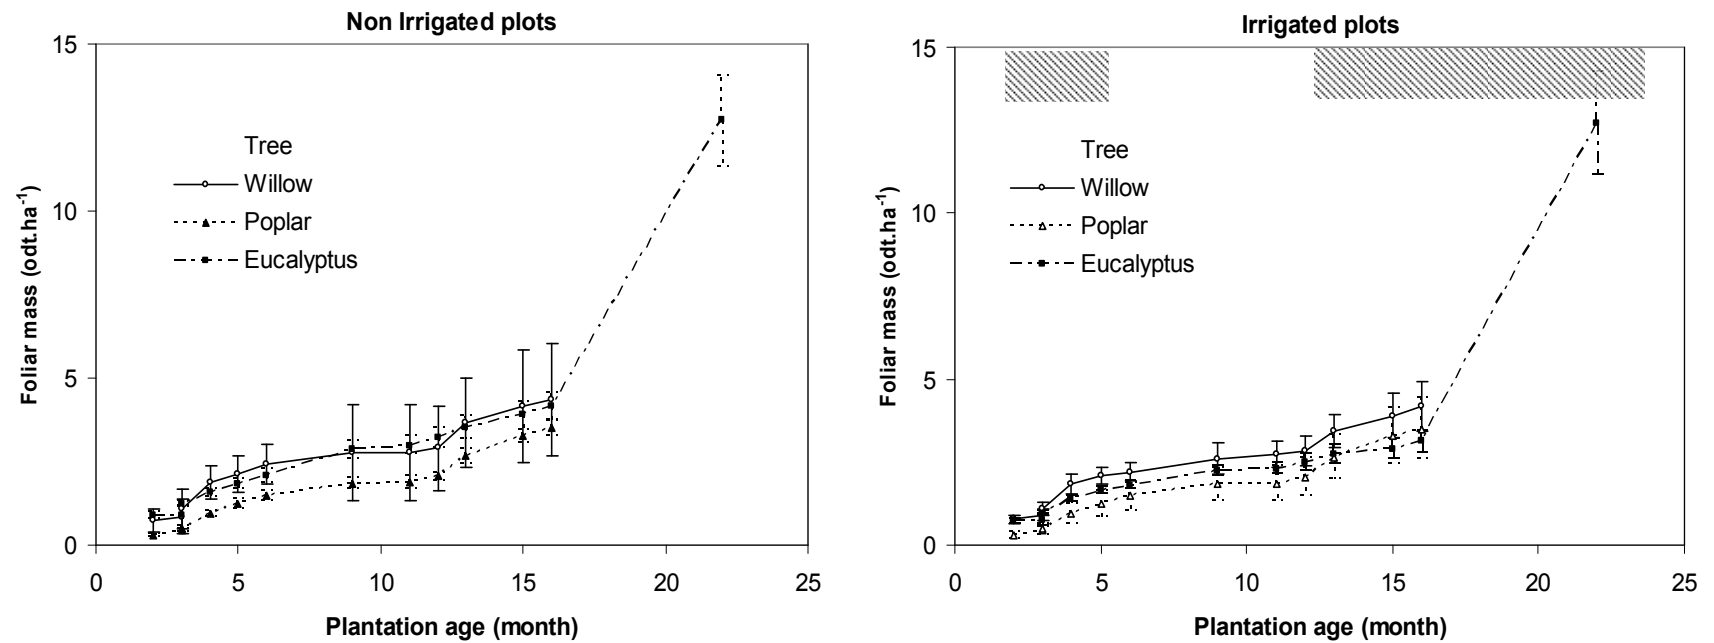 Non Irrigated plots
15
10
5
0
0 5 10 15 20 25
Foliar mass (odt.ha-1)
Plantation age (month)
Tree
Willow
Poplar
Eucalyptus
Irrigated plots
15
10
5
0
0 5 10 15 20 25
Foliar mass (odt.ha-1)
Plantation age (month)
Tree
Willow
Poplar
Eucalyptus